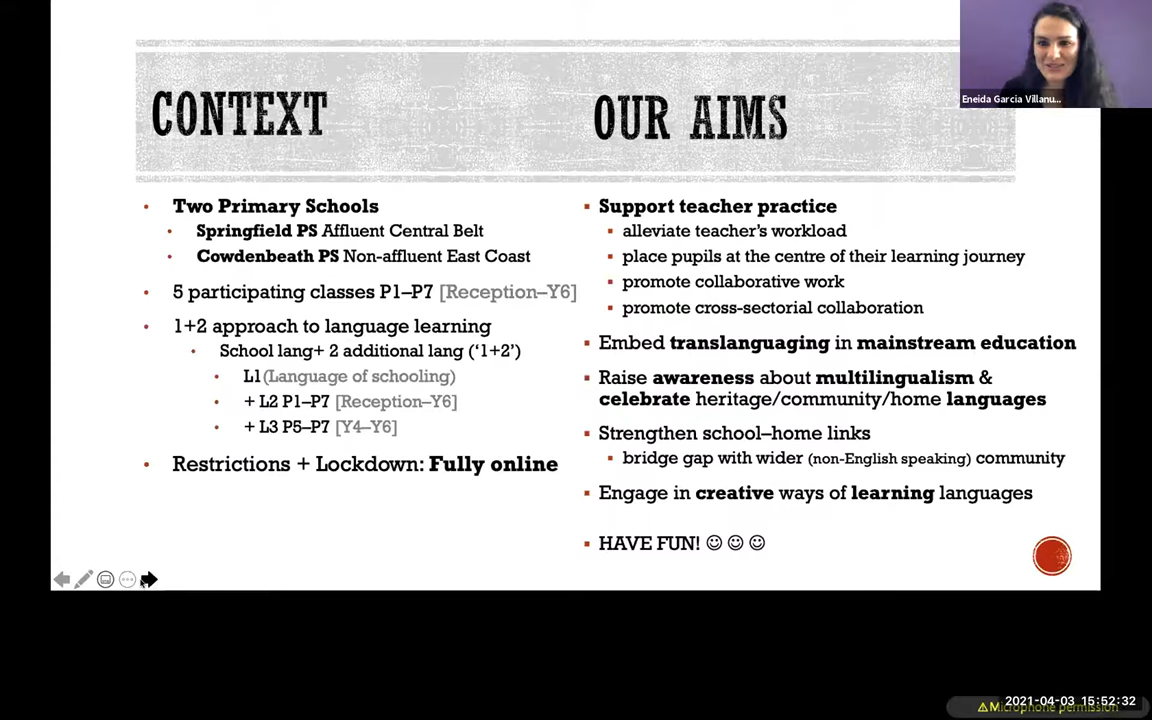 CONTEXT
Two Primary Schools
Springfield PS Affluent Central Belt
Cowdenbeath PS Non-affluent East Coast
5 participating classes P1–P7 [Reception–Y6]
1+2 approach to language learning
School lang+ 2 additional lang (‘1+2’)
L1(Language of schooling)
+ L2 P1–P7 [Reception–Y6]
+ L3 P5–P7 [Y4–Y6]
Restrictions + Lockdown: Fully online
OUR AIMS
Support teacher practice
alleviate teacher’s workload
place pupils at the centre of their learning journey
promote collaborative work
promote cross-sectorial collaboration
Embed translanguaging in mainstream education
Raise awareness about multilingualism &
celebrate heritage/community/home languages
Strengthen school–home links
bridge gap with wider (non-English speaking) community
Engage in creative ways of learning languages
HAVE FUN! ☺ ☺ ☺
Eneida Garcia Villanu...
2021-04-03 15:52:32
Microphone permission